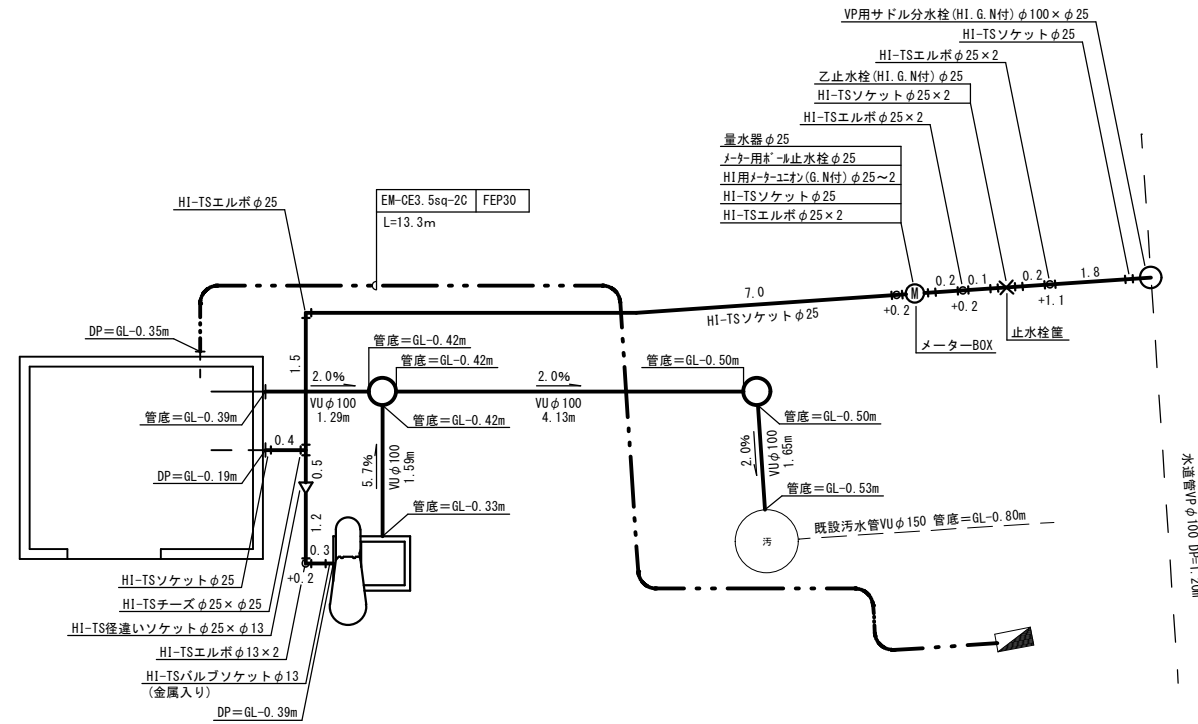 VP用サドル分水栓(HI.G.N付)φ100×φ25
HI-TSソケットφ25
HI-TSエルボφ25×2
乙止水栓(HI.G.N付)φ25
HI-TSソケットφ25×2
HI-TSエルボφ25×2
量水器φ25
メーター用ボール止水栓φ25
HI用メーターユニオン(G.N付)φ25~2
HI-TSソケットφ25
HI-TSエルボφ25×2
HI-TSエルボφ25
EM-CE3.5sq-2C FEP30
L=13.3m
7.0
HI-TSソケットφ25
+0.2
M
0.2
0.1
+0.2
0.2
+1.1
1.8
メーターBOX
止水栓筐
DP=GL-0.35m
1.5
管底=GL-0.42m
管底=GL-0.42m
管底=GL-0.50m
2.0%
VUφ100
1.29m
2.0%
VUφ100
4.13m
管底=GL-0.39m
管底=GL-0.42m
管底=GL-0.50m
0.4
0.5
DP=GL-0.19m
5.7%
VUφ100
1.59m
2.0%
VUφ100
1.65m
管底=GL-0.53m
管底=GL-0.33m
1.2
0.3
+0.2
汚
既設汚水管VUφ150 管底=GL-0.80m
水道管VPφ100 DP=1.20m
HI-TSソケットφ25
HI-TSチーズφ25×φ25
HI-TS径違いソケットφ25×φ13
HI-TSエルボφ13×2
HI-TSバルブソケットφ13
(金属入り)
DP=GL-0.39m